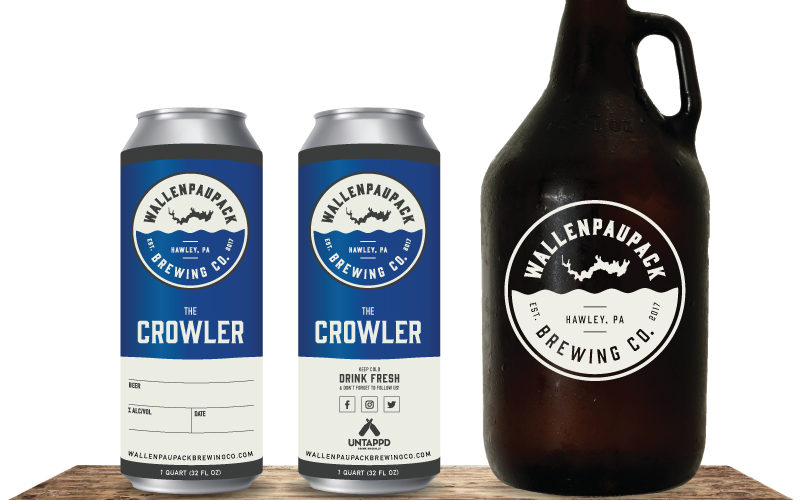 WALLENPAUPACK
HAWLEY, PA
EST. 2017
BREWING CO.
THE
CROWLER
BEER
% ALC/VOL DATE
WALLENPAUPACKBREWINGCO.COM
1 QUART (32 FL OZ)
WALLENPAUPACK
HAWLEY, PA
EST. 2017
BREWING CO.
THE
CROWLER
KEEP COLD
DRINK FRESH
& DON'T FORGET TO FOLLOW US!
UNTAPPD
WALLENPAUPACKBREWINGCO.COM
1 QUART (32 FL OZ)
WALLENPAUPACK
EST. 2017
HAWLEY, PA
BREWING CO.